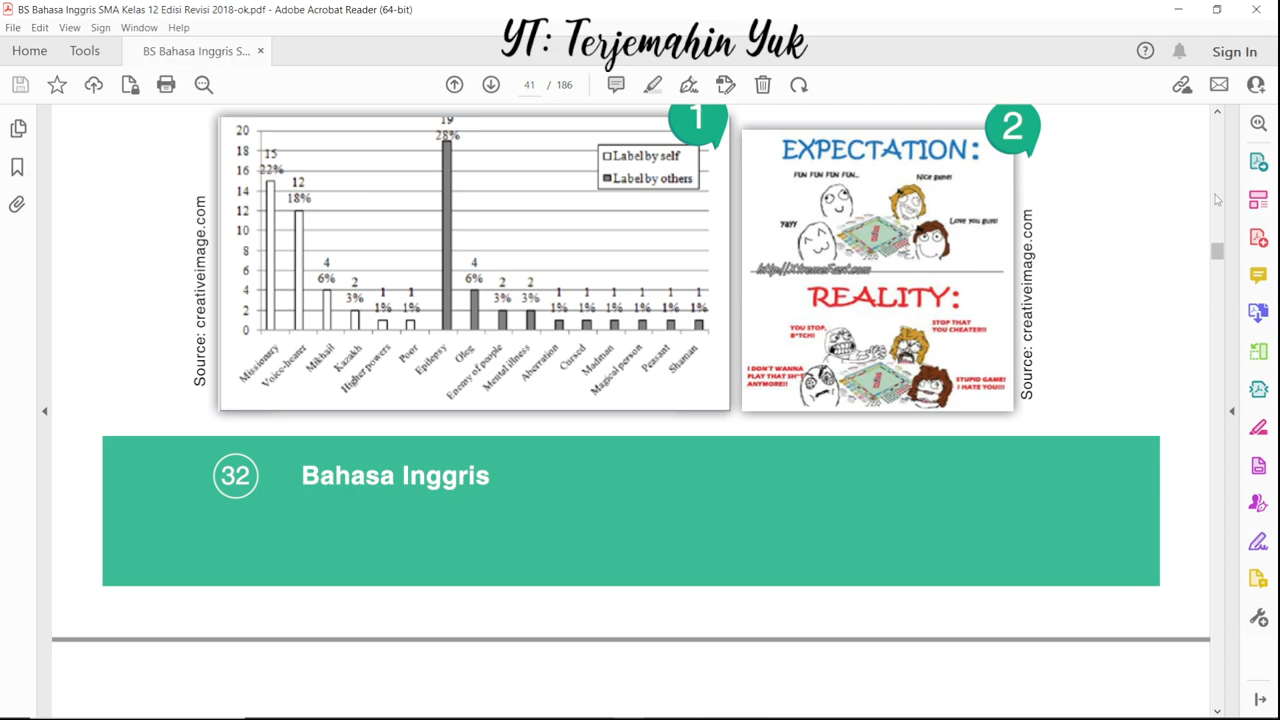 BS Bahasa Inggris SMA Kelas 12 Edisi Revisi 2018-ok.pdf - Adobe Acrobat Reader (64-bit)
YT: Terjemahin Yuk
File Edit View Sign Window Help
Home Tools BS Bahasa Inggris S... × Sign In
41 / 186
Source: creativeimage.com
1
20
18
16
14
12
10
8
6
4
2
0
15
22%
12
18%
4
6%
2
3%
1
1%
1
1%
19
28%
4
6%
2
3%
2
3%
1
1%
1
1%
1
1%
1
1%
1
1%
1
1%
Label by self
Label by others
Missionary
Voice-hearer
Mikhail
Kazakh
Higher powers
Poor
Epilepsy
Oleg
Enemy of people
Mental illness
Aberration
Cursed
Madman
Magical person
Peasant
Shaman
2
EXPECTATION:
FUN FUN FUN FUN...
Nice game!
yayy
Love you guys!
REALITY:
YOU STOP,
B*TCH!
STOP THAT
YOU CHEATER!!
I DON'T WANNA
PLAY THAT SH*T
ANYMORE!!
STUPID GAME!
I HATE YOU!!!
Source: creativeimage.com
32 Bahasa Inggris